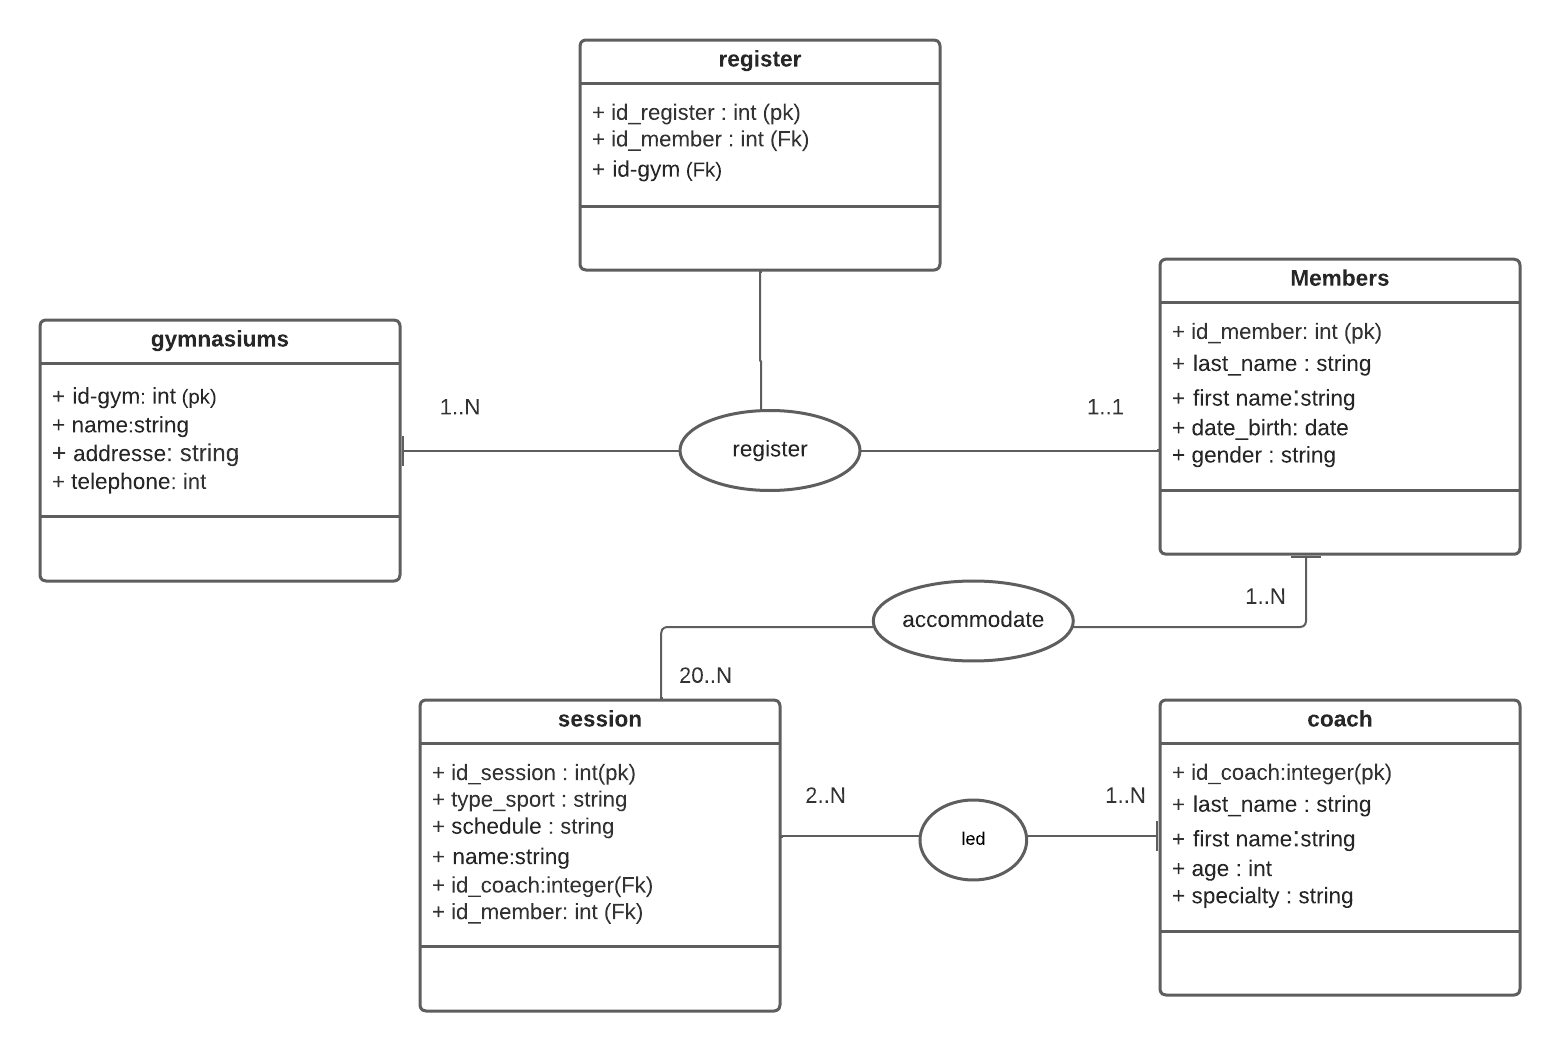 register
+ id_register : int (pk)
+ id_member : int (Fk)
+ id-gym (Fk)
gymnasiums
+ id-gym: int (pk)
+ name:string
+ addresse: string
+ telephone: int
1..N
register
1..1
Members
+ id_member: int (pk)
+ last_name : string
+ first name:string
+ date_birth: date
+ gender : string
accommodate
1..N
20..N
session
+ id_session : int(pk)
+ type_sport : string
+ schedule : string
+ name:string
+ id_coach:integer(Fk)
+ id_member: int (Fk)
2..N
led
1..N
coach
+ id_coach:integer(pk)
+ last_name : string
+ first name:string
+ age : int
+ specialty : string